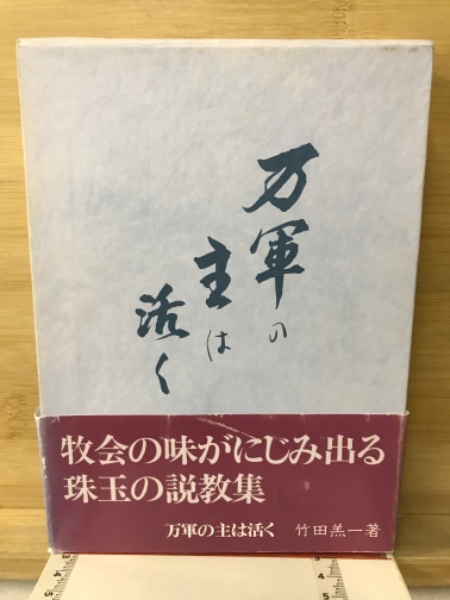 万軍の
主は
活く
牧会の味がにじみ出る
珠玉の説教集
万軍の主は活く 竹田羔一著